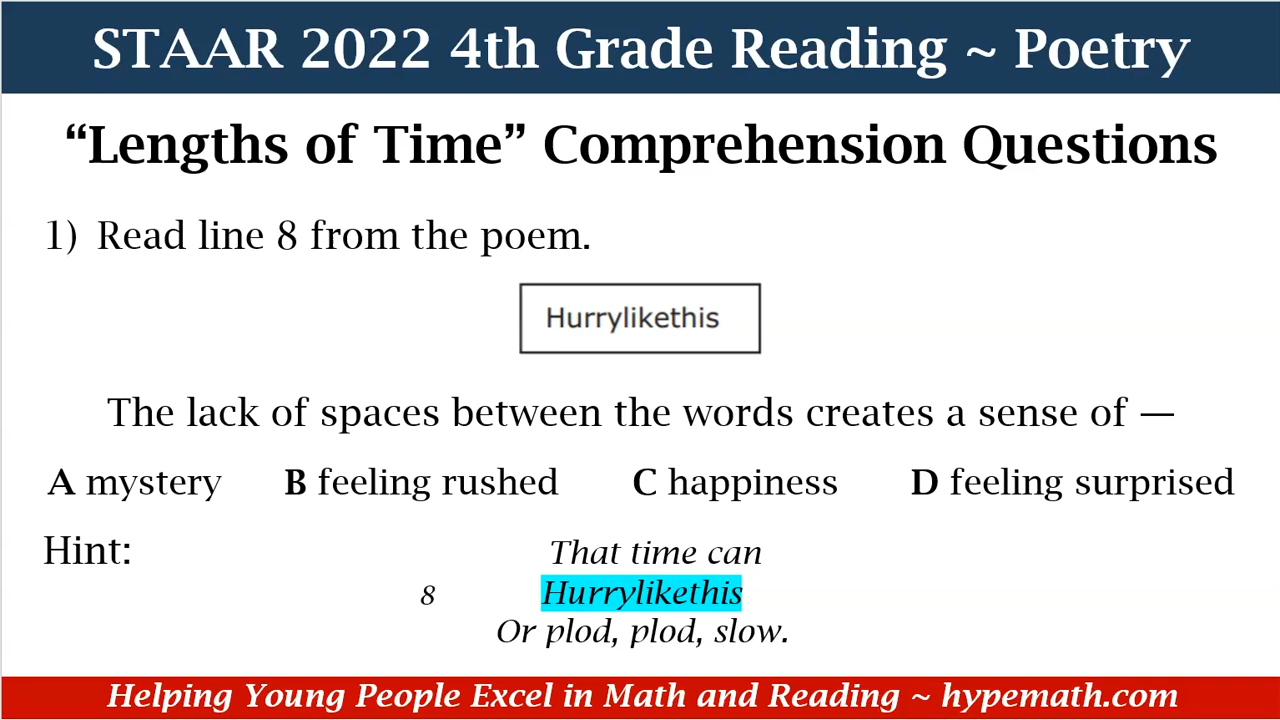 STAAR 2022 4th Grade Reading ~ Poetry
“Lengths of Time” Comprehension Questions
1) Read line 8 from the poem.
Hurrylikethis
The lack of spaces between the words creates a sense of —
A mystery B feeling rushed C happiness D feeling surprised
Hint: That time can
8 Hurrylikethis
Or plod, plod, slow.
Helping Young People Excel in Math and Reading ~ hypemath.com